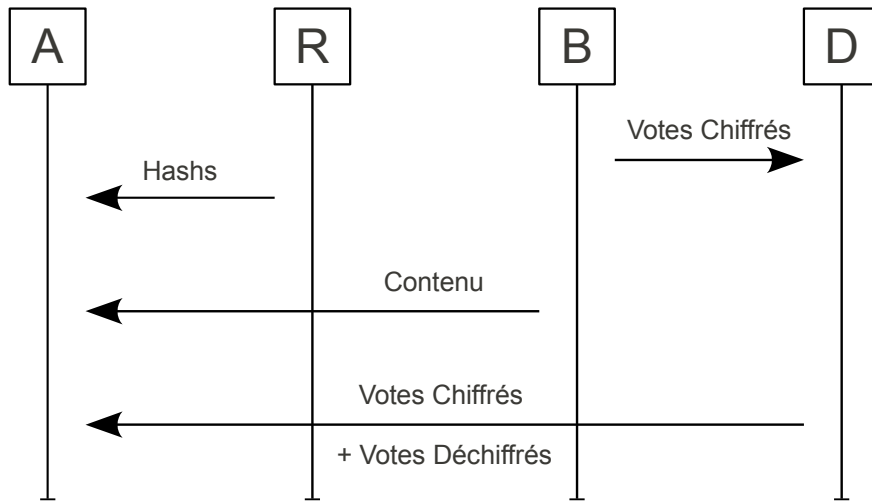 A R B D
Votes Chiffrés
Hashs
Contenu
Votes Chiffrés
+ Votes Déchiffrés